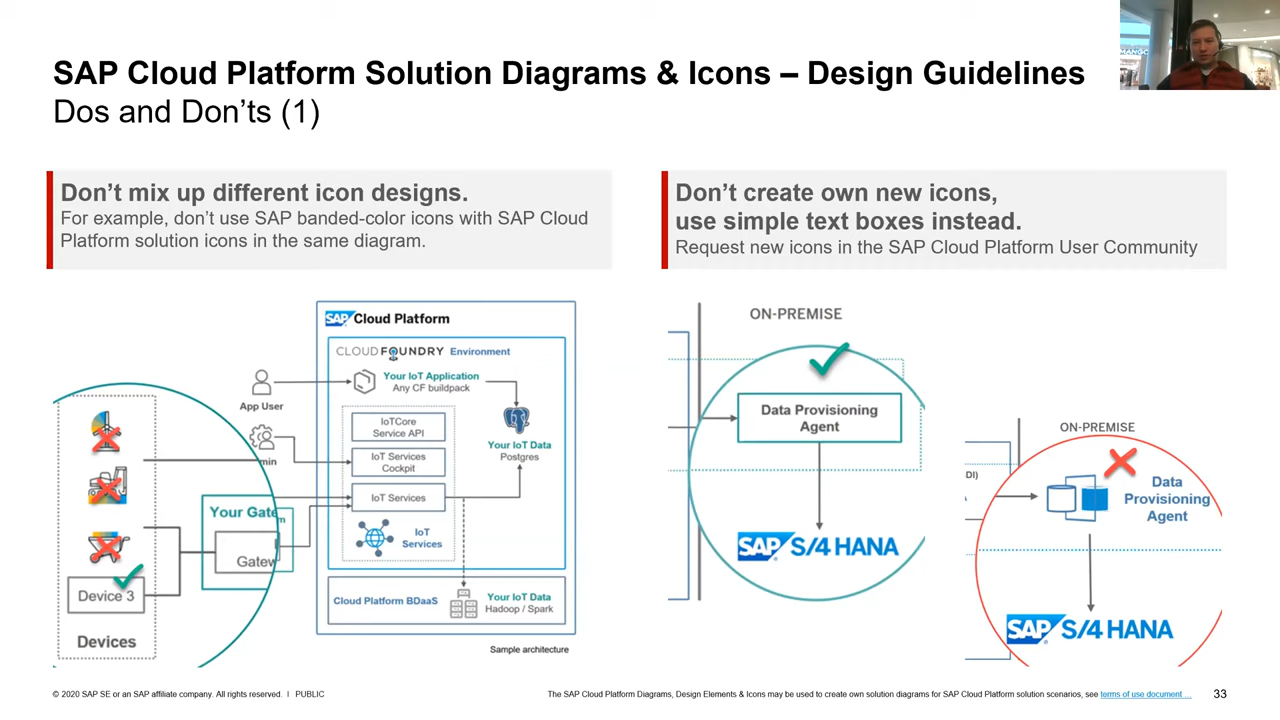 SAP Cloud Platform Solution Diagrams & Icons – Design Guidelines
Dos and Don'ts (1)
Don't mix up different icon designs.
For example, don't use SAP banded-color icons with SAP Cloud
Platform solution icons in the same diagram.
Don't create own new icons,
use simple text boxes instead.
Request new icons in the SAP Cloud Platform User Community
Your Gate
Gatew
Device 3
Devices
App User
min
SAP Cloud Platform
CLOUDFOUNDRY Environment
Your IoT Application
Any CF buildpack
IoTCore
Service API
IoT Services
Cockpit
IoT Services
IoT
Services
Your IoT Data
Postgres
Cloud Platform BDaaS
Your IoT Data
Hadoop / Spark
Sample architecture
ON-PREMISE
Data Provisioning
Agent
SAP S/4 HANA
ON-PREMISE
DI)
Data
Provisioning
Agent
SAP S/4 HANA
© 2020 SAP SE or an SAP affiliate company. All rights reserved. I PUBLIC
The SAP Cloud Platform Diagrams, Design Elements & Icons may be used to create own solution diagrams for SAP Cloud Platform solution scenarios, see terms of use document ...
33